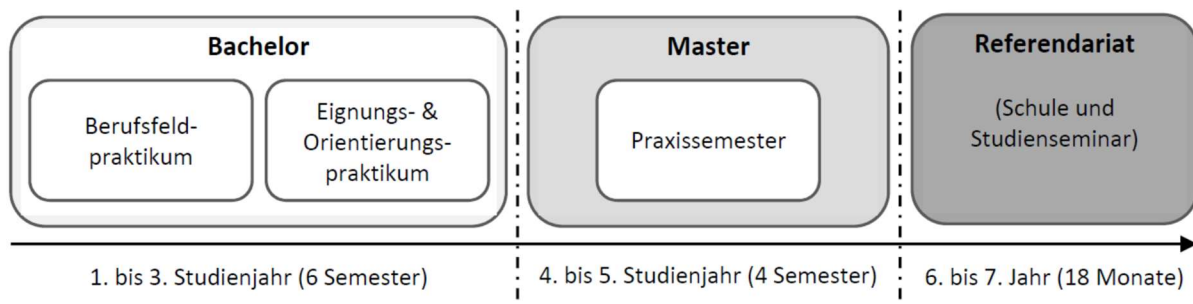 Bachelor
Berufsfeld-
praktikum
Eignungs- &
Orientierungs-
praktikum
Master
Praxissemester
Referendariat
(Schule und
Studienseminar)
1. bis 3. Studienjahr (6 Semester)
4. bis 5. Studienjahr (4 Semester)
6. bis 7. Jahr (18 Monate)